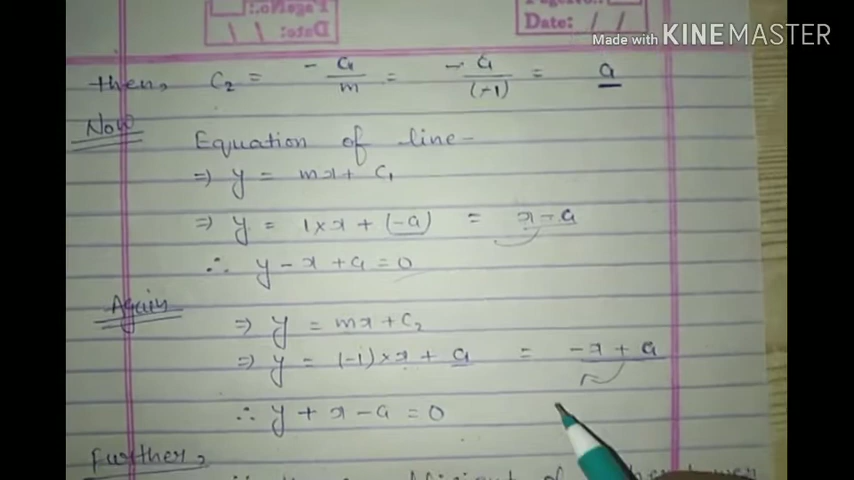 Date: / /
Made with KINEMASTER
then, C₂ = -a/m = -a/(-1) = a
Now
Equation of line-
⇒ y = mx + C₁
⇒ y = 1×x + (-a) = x-a
∴ y - x + a = 0
Again
⇒ y = mx + C₂
⇒ y = (-1)×x + a = -x + a
∴ y + x - a = 0
Further,
of